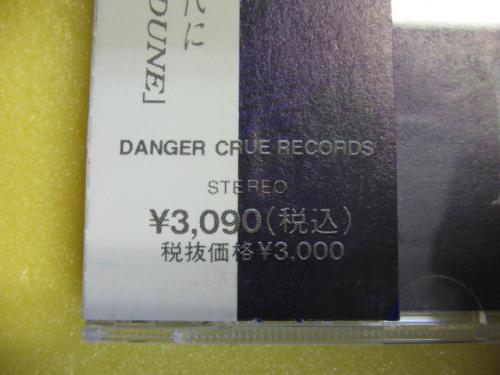 代に
DUNE』
DANGER CRUE RECORDS
STEREO
¥3,090(税込)
税抜価格¥3,000